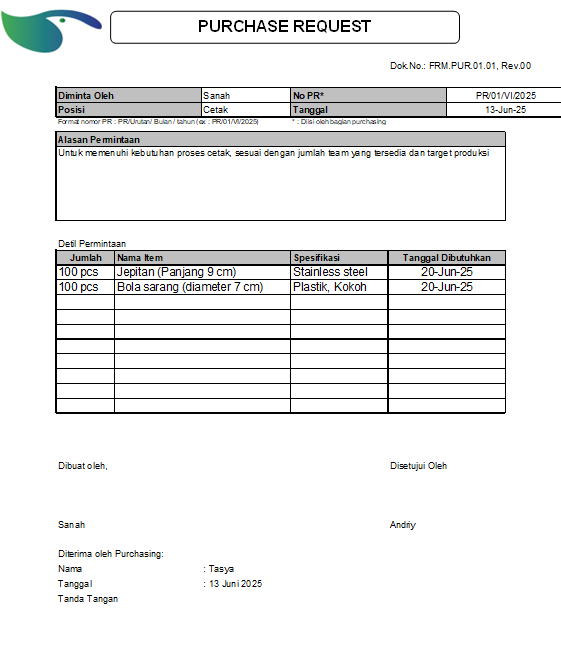 PURCHASE REQUEST
Dok.No.: FRM.PUR.01.01, Rev.00
Diminta Oleh Sanah No PR* PR/01/VI/2025
Posisi Cetak Tanggal 13-Jun-25
Format nomor PR : PR/Urutan/ Bulan / tahun (ex : PR/01/VI/2025) * : Diisi oleh bagian purchasing
Alasan Permintaan
Untuk memenuhi kebutuhan proses cetak, sesuai dengan jumlah team yang tersedia dan target produksi
Detil Permintaan
Jumlah Nama Item Spesifikasi Tanggal Dibutuhkan
100 pcs Jepitan (Panjang 9 cm) Stainless steel 20-Jun-25
100 pcs Bola sarang (diameter 7 cm) Plastik, Kokoh 20-Jun-25
Dibuat oleh, Disetujui Oleh
Sanah Andriy
Diterima oleh Purchasing:
Nama : Tasya
Tanggal : 13 Juni 2025
Tanda Tangan